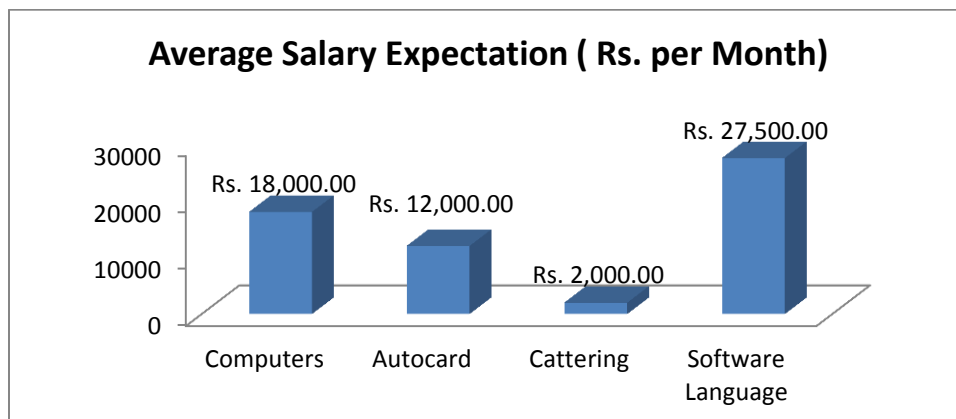 Average Salary Expectation ( Rs. per Month)
Rs. 27,500.00
30000
Rs. 18,000.00
Rs. 12,000.00
20000
10000
Rs. 2,000.00
0
Computers
Autocard
Cattering
Software
Language